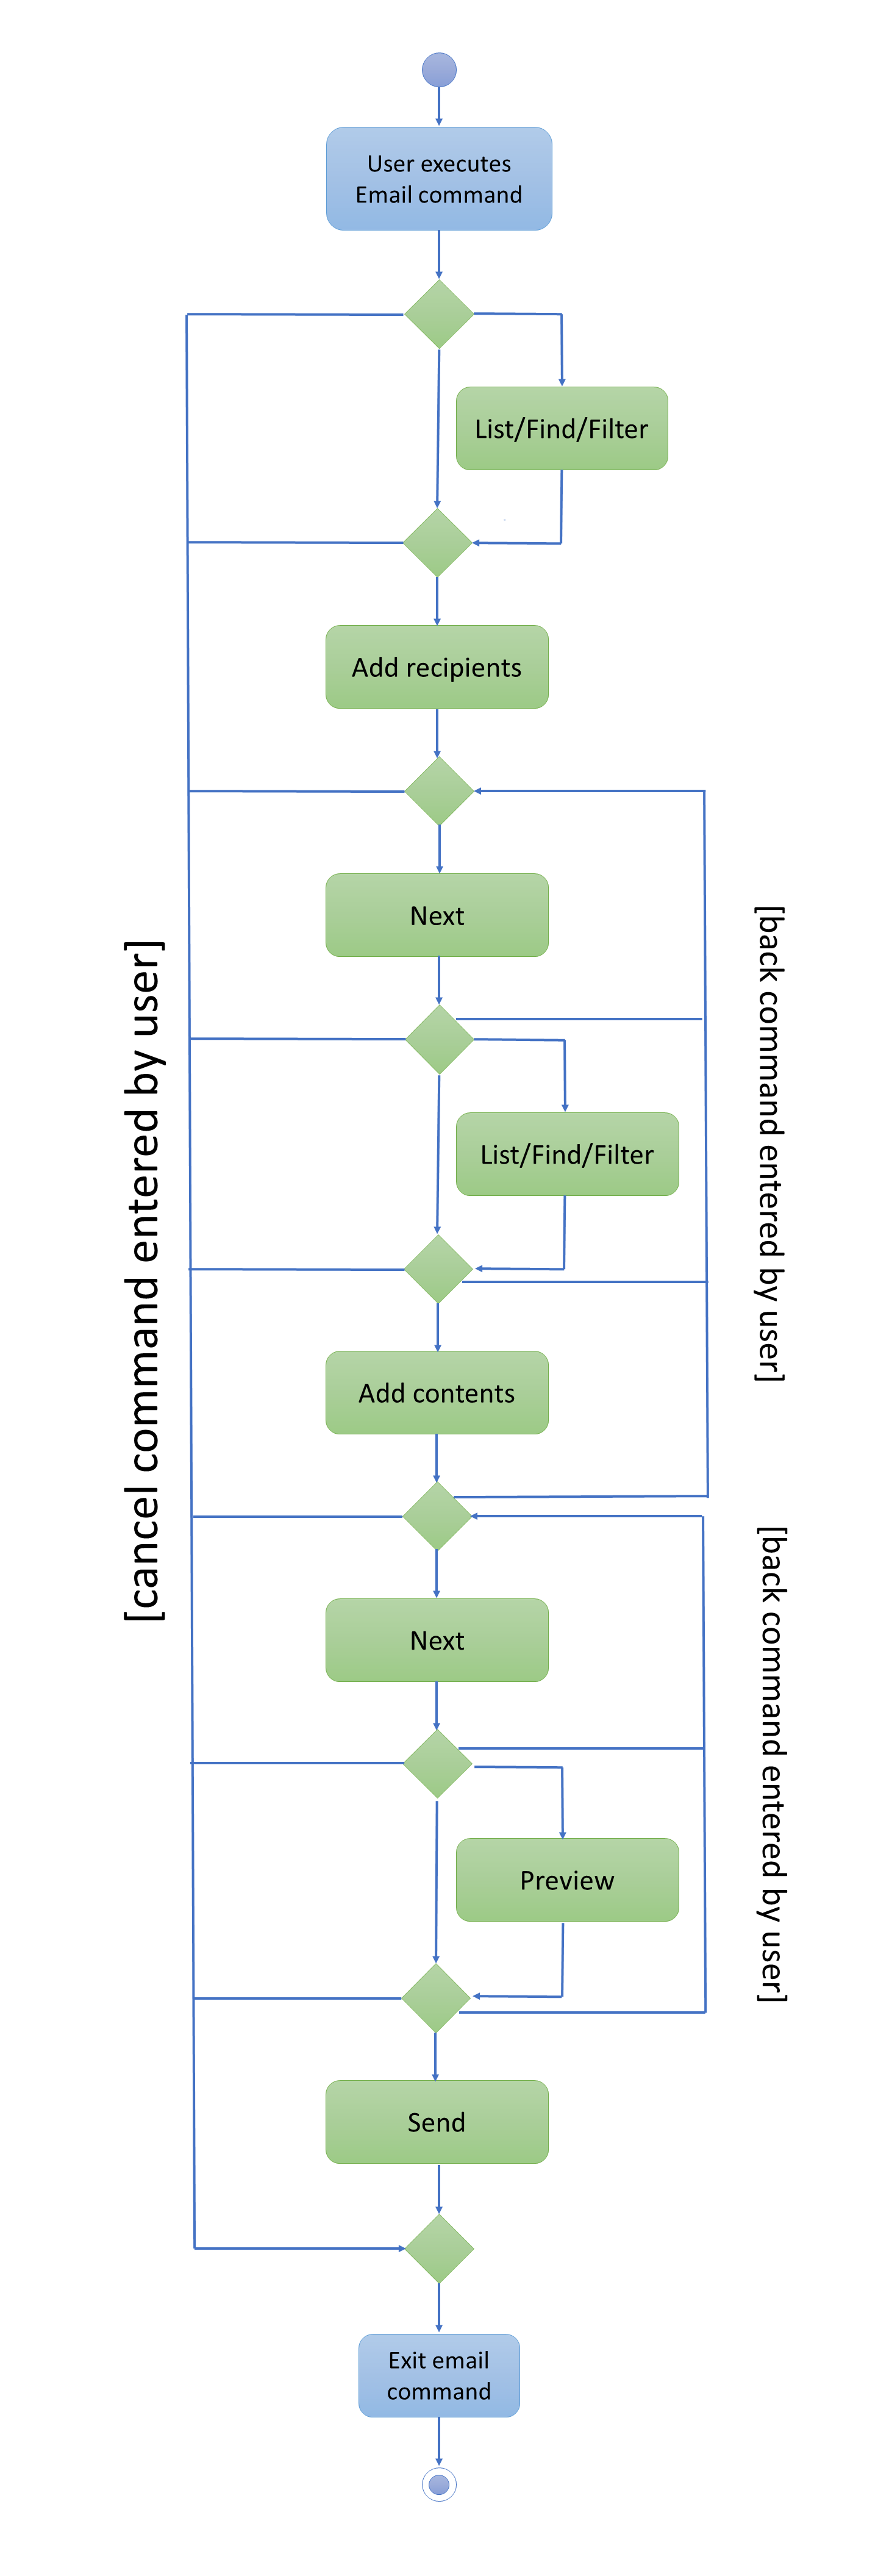 User executes
Email command
List/Find/Filter
Add recipients
Next
[back command entered by user]
[cancel command entered by user]
List/Find/Filter
Add contents
Next
[back command entered by user]
Preview
Send
Exit email
command